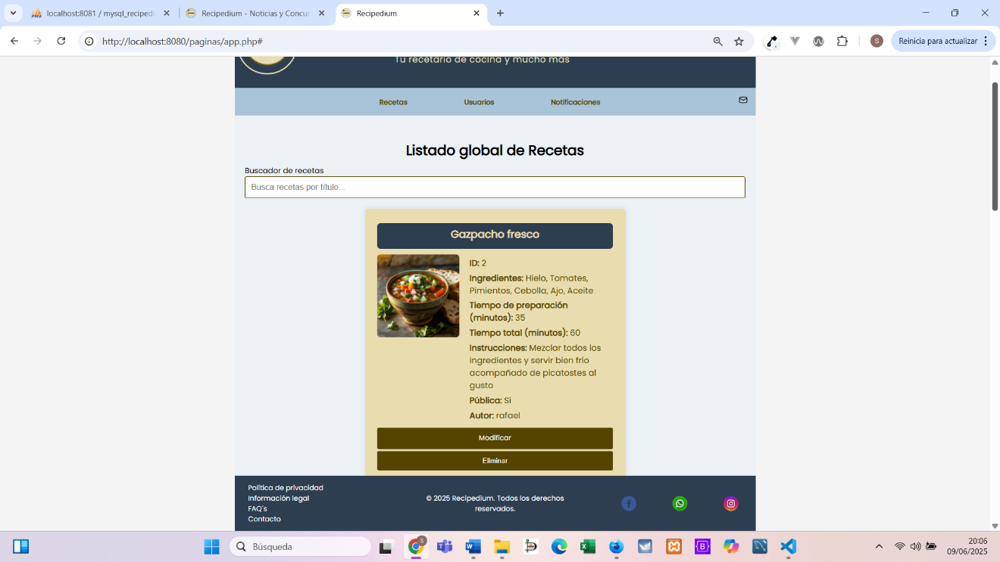 localhost:8081 / mysql_recipedi
Recipedium - Noticias y Concur
Recipedium
http://localhost:8080/paginas/app.php#
S
Reinicia para actualizar
Tu recetario de cocina y mucho más
Recetas
Usuarios
Notificaciones
Listado global de Recetas
Buscador de recetas
Busca recetas por título...
Gazpacho fresco
ID: 2
Ingredientes: Hielo, Tomates,
Pimientos, Cebolla, Ajo, Aceite
Tiempo de preparación
(minutos): 35
Tiempo total (minutos): 60
Instrucciones: Mezclar todos los
ingredientes y servir bien frío
acompañado de picatostes al
gusto
Pública: Sí
Autor: rafael
Modificar
Eliminar
Política de privacidad
Información legal
FAQ´s
Contacto
© 2025 Recipedium. Todos los derechos
reservados.
Búsqueda
20:06
09/06/2025